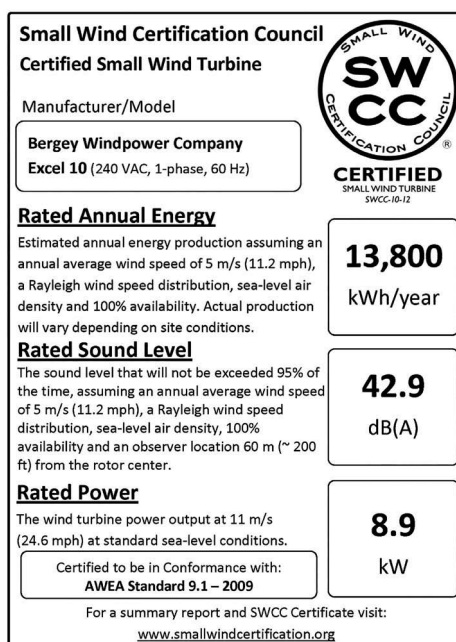 Small Wind Certification Council
Certified Small Wind Turbine
SMALL WIND
CERTIFICATION COUNCIL
SW
CC
®
CERTIFIED
SMALL WIND TURBINE
SWCC-10-12
Manufacturer/Model
Bergey Windpower Company
Excel 10 (240 VAC, 1-phase, 60 Hz)
Rated Annual Energy
Estimated annual energy production assuming an
annual average wind speed of 5 m/s (11.2 mph),
a Rayleigh wind speed distribution, sea-level air
density and 100% availability. Actual production
will vary depending on site conditions.
13,800
kWh/year
Rated Sound Level
The sound level that will not be exceeded 95% of
the time, assuming an annual average wind speed
of 5 m/s (11.2 mph), a Rayleigh wind speed
distribution, sea-level air density, 100%
availability and an observer location 60 m (~ 200
ft) from the rotor center.
42.9
dB(A)
Rated Power
The wind turbine power output at 11 m/s
(24.6 mph) at standard sea-level conditions.
8.9
kW
Certified to be in Conformance with:
AWEA Standard 9.1 – 2009
For a summary report and SWCC Certificate visit:
www.smallwindcertification.org